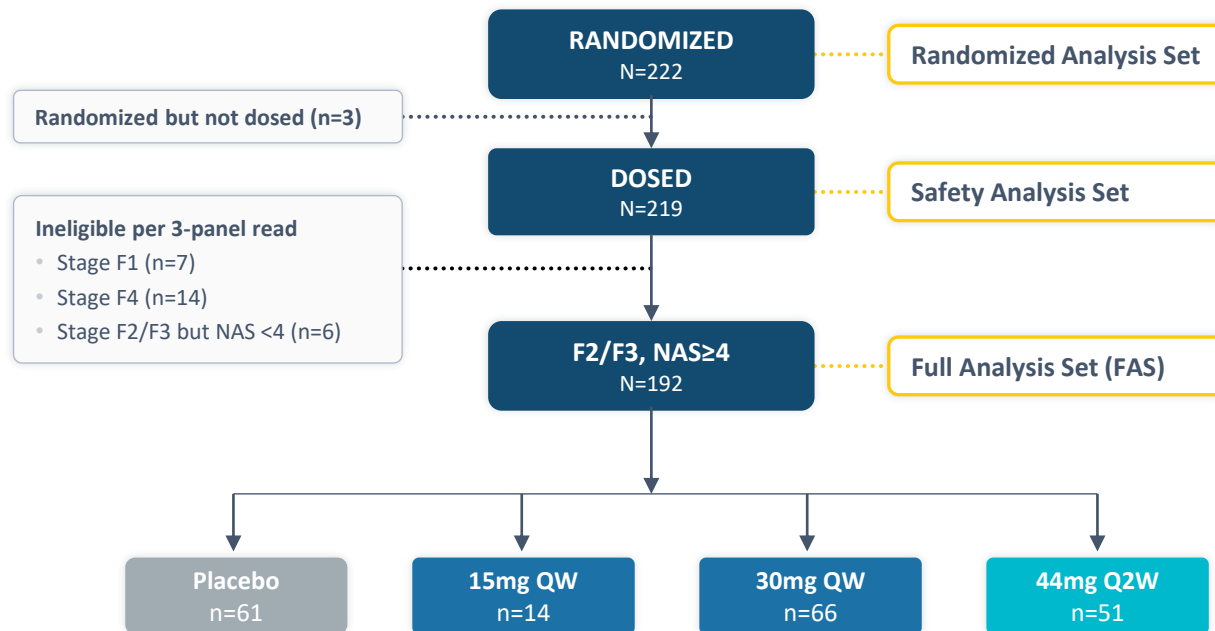 RANDOMIZED
N=222
Randomized Analysis Set
Randomized but not dosed (n=3)
DOSED
N=219
Safety Analysis Set
Ineligible per 3-panel read
• Stage F1 (n=7)
• Stage F4 (n=14)
• Stage F2/F3 but NAS <4 (n=6)
F2/F3, NAS≥4
N=192
Full Analysis Set (FAS)
Placebo
n=61
15mg QW
n=14
30mg QW
n=66
44mg Q2W
n=51